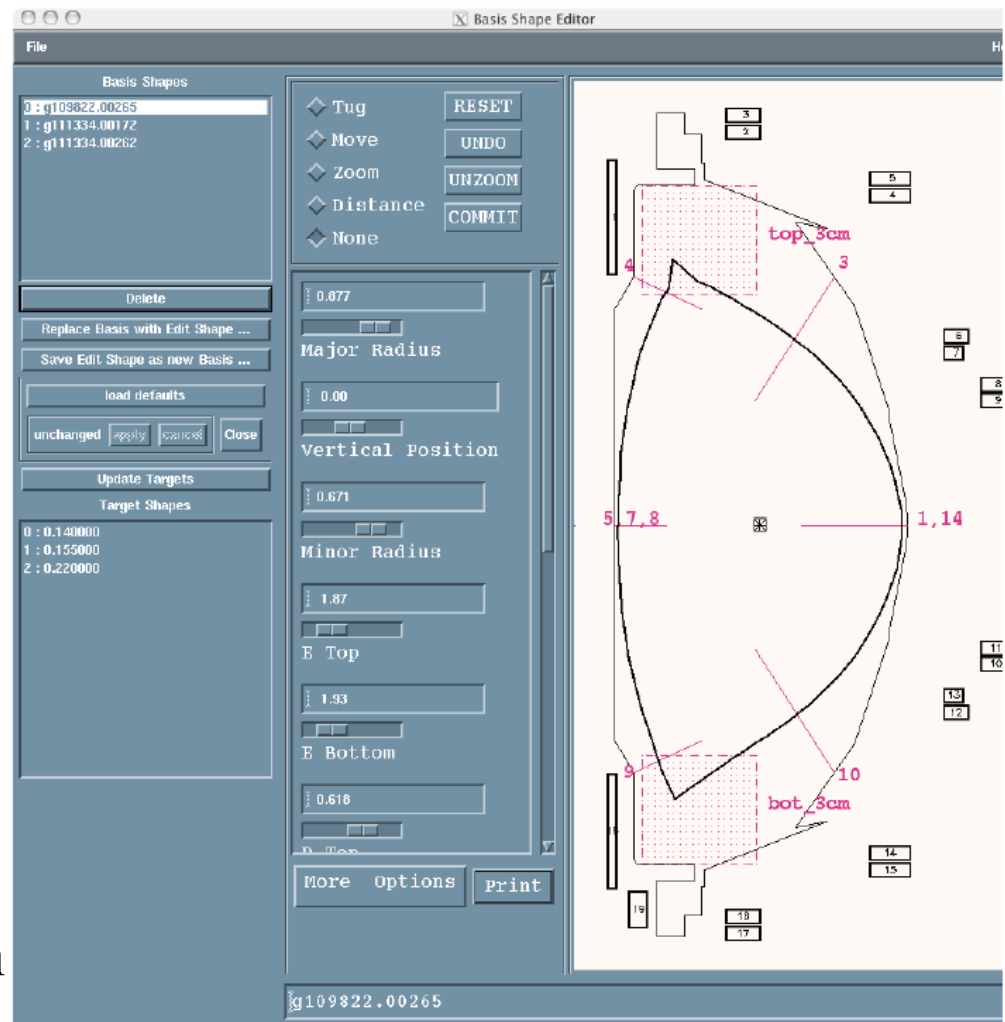 Basis Shape Editor
File
Basis Shapes
0 : g109822.00265
1 : g111334.00172
2 : g111334.00262
Delete
Replace Basis with Edit Shape ...
Save Edit Shape as new Basis ...
load defaults
unchanged apply cancel Close
Update Targets
Target Shapes
0 : 0.140000
1 : 0.155000
2 : 0.220000
Tug
Move
Zoom
Distance
None
RESET
UNDO
UNZOOM
COMMIT
0.877
Major Radius
0.00
Vertical Position
0.671
Minor Radius
1.87
E Top
1.93
E Bottom
0.618
D Top
More Options
Print
3
2
5
4
top_3cm
4
3
6
7
8
9
5,7,8
1,14
11
10
13
12
9
10
bot_3cm
14
15
19
18
17
g109822.00265